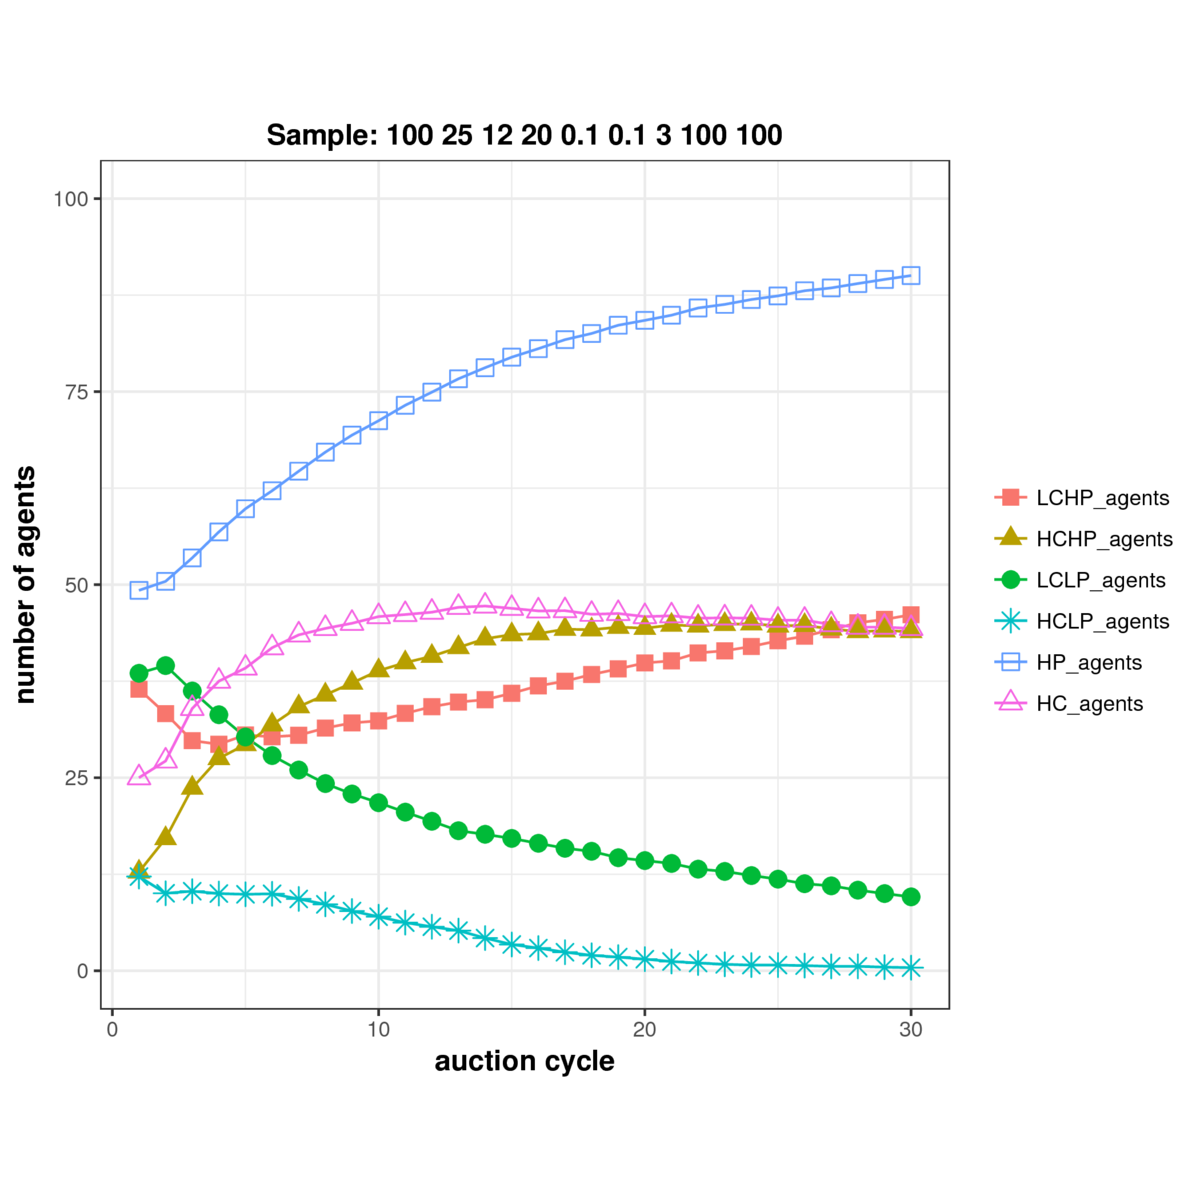 Sample: 100 25 12 20 0.1 0.1 3 100 100
number of agents
100
75
50
25
0
0
10
20
30
auction cycle
LCHP_agents
HCHP_agents
LCLP_agents
HCLP_agents
HP_agents
HC_agents